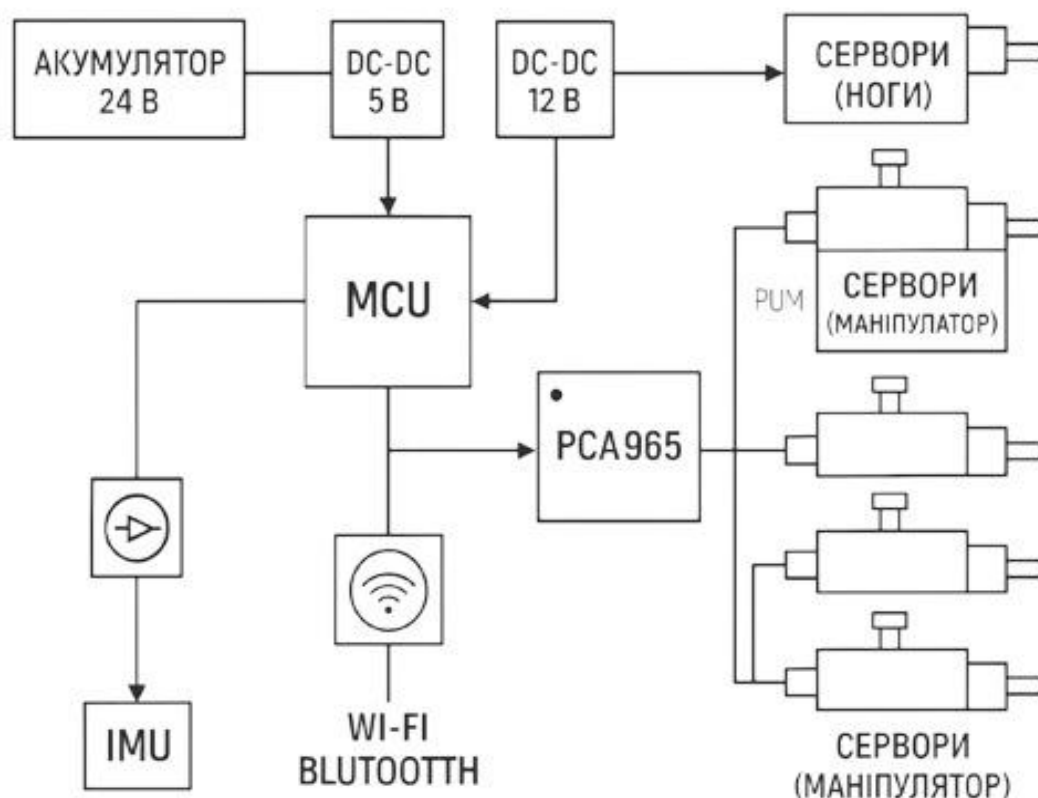 АКУМУЛЯТОР
24 В
DC-DC
5 В
DC-DC
12 В
СЕРВОРИ
(НОГИ)
MCU
PUM
СЕРВОРИ
(МАНІПУЛАТОР)
PCA965
IMU
WI-FI
BLUTOOTTH
СЕРВОРИ
(МАНІПУЛЯТОР)